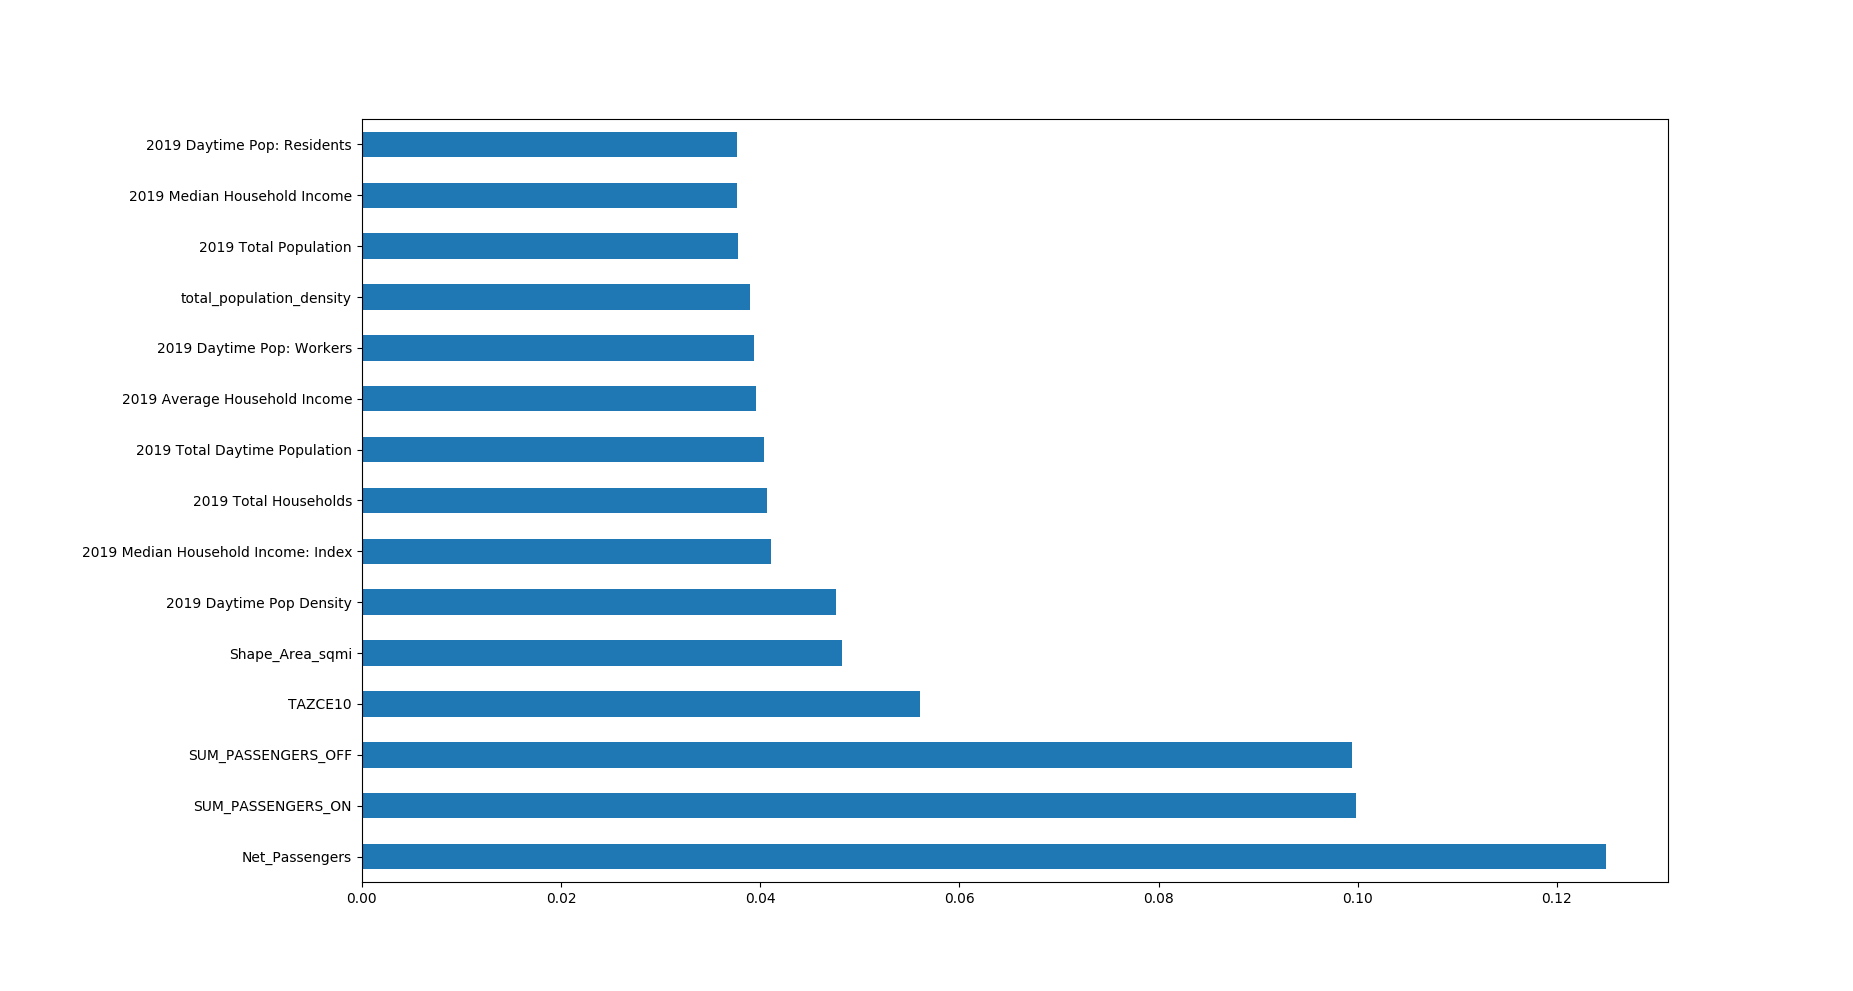 2019 Daytime Pop: Residents
2019 Median Household Income
2019 Total Population
total_population_density
2019 Daytime Pop: Workers
2019 Average Household Income
2019 Total Daytime Population
2019 Total Households
2019 Median Household Income: Index
2019 Daytime Pop Density
Shape_Area_sqmi
TAZCE10
SUM_PASSENGERS_OFF
SUM_PASSENGERS_ON
Net_Passengers
0.00 0.02 0.04 0.06 0.08 0.10 0.12